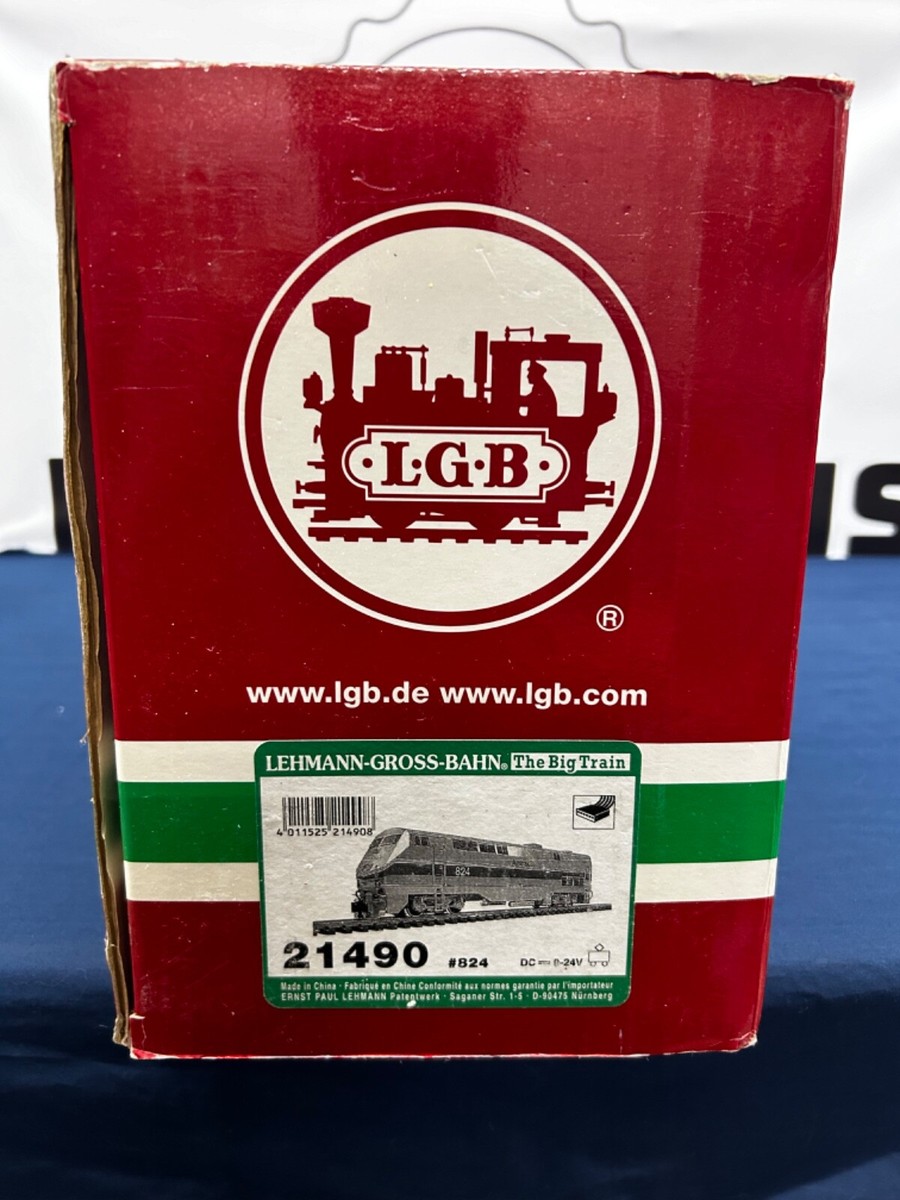 L·G·B
®
www.lgb.de www.lgb.com
LEHMANN-GROSS-BAHN® The Big Train
4 011525 214908
824
21490 #824 DC 0-24V
Made in China · Fabriqué en Chine Conformité aux normes garantie par l'importateur
ERNST PAUL LEHMANN Patentwerk · Saganer Str. 1-5 · D-90475 Nürnberg